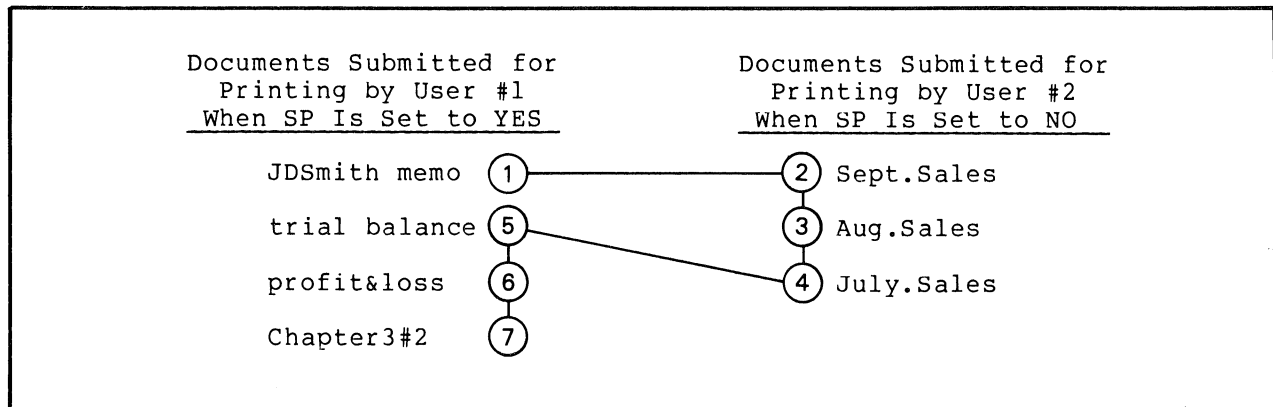 Documents Submitted for
Printing by User #1
When SP Is Set to YES
Documents Submitted for
Printing by User #2
When SP Is Set to NO
JDSmith memo 1 2 Sept.Sales
trial balance 5 3 Aug.Sales
profit&loss 6 4 July.Sales
Chapter3#2 7